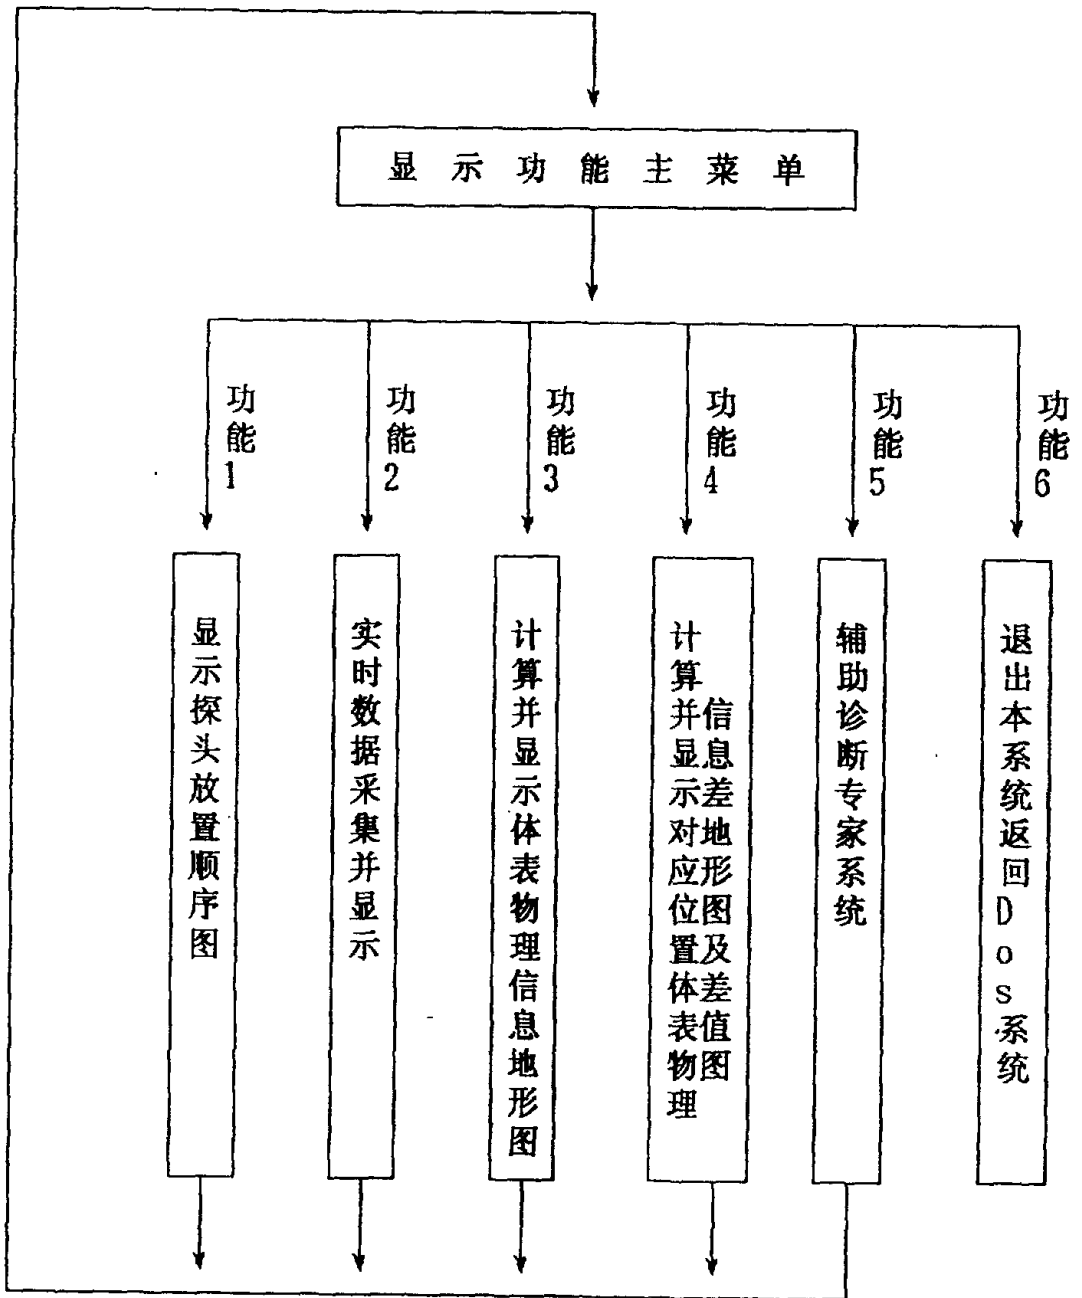 显示功能主菜单
功能1
功能2
功能3
功能4
功能5
功能6
显示探头放置顺序图
实时数据采集并显示
计算并显示体表物理信息地形图
计算并显示对应位置体表物理
信息差地形图及差值图
辅助诊断专家系统
退出本系统返回Dos系统